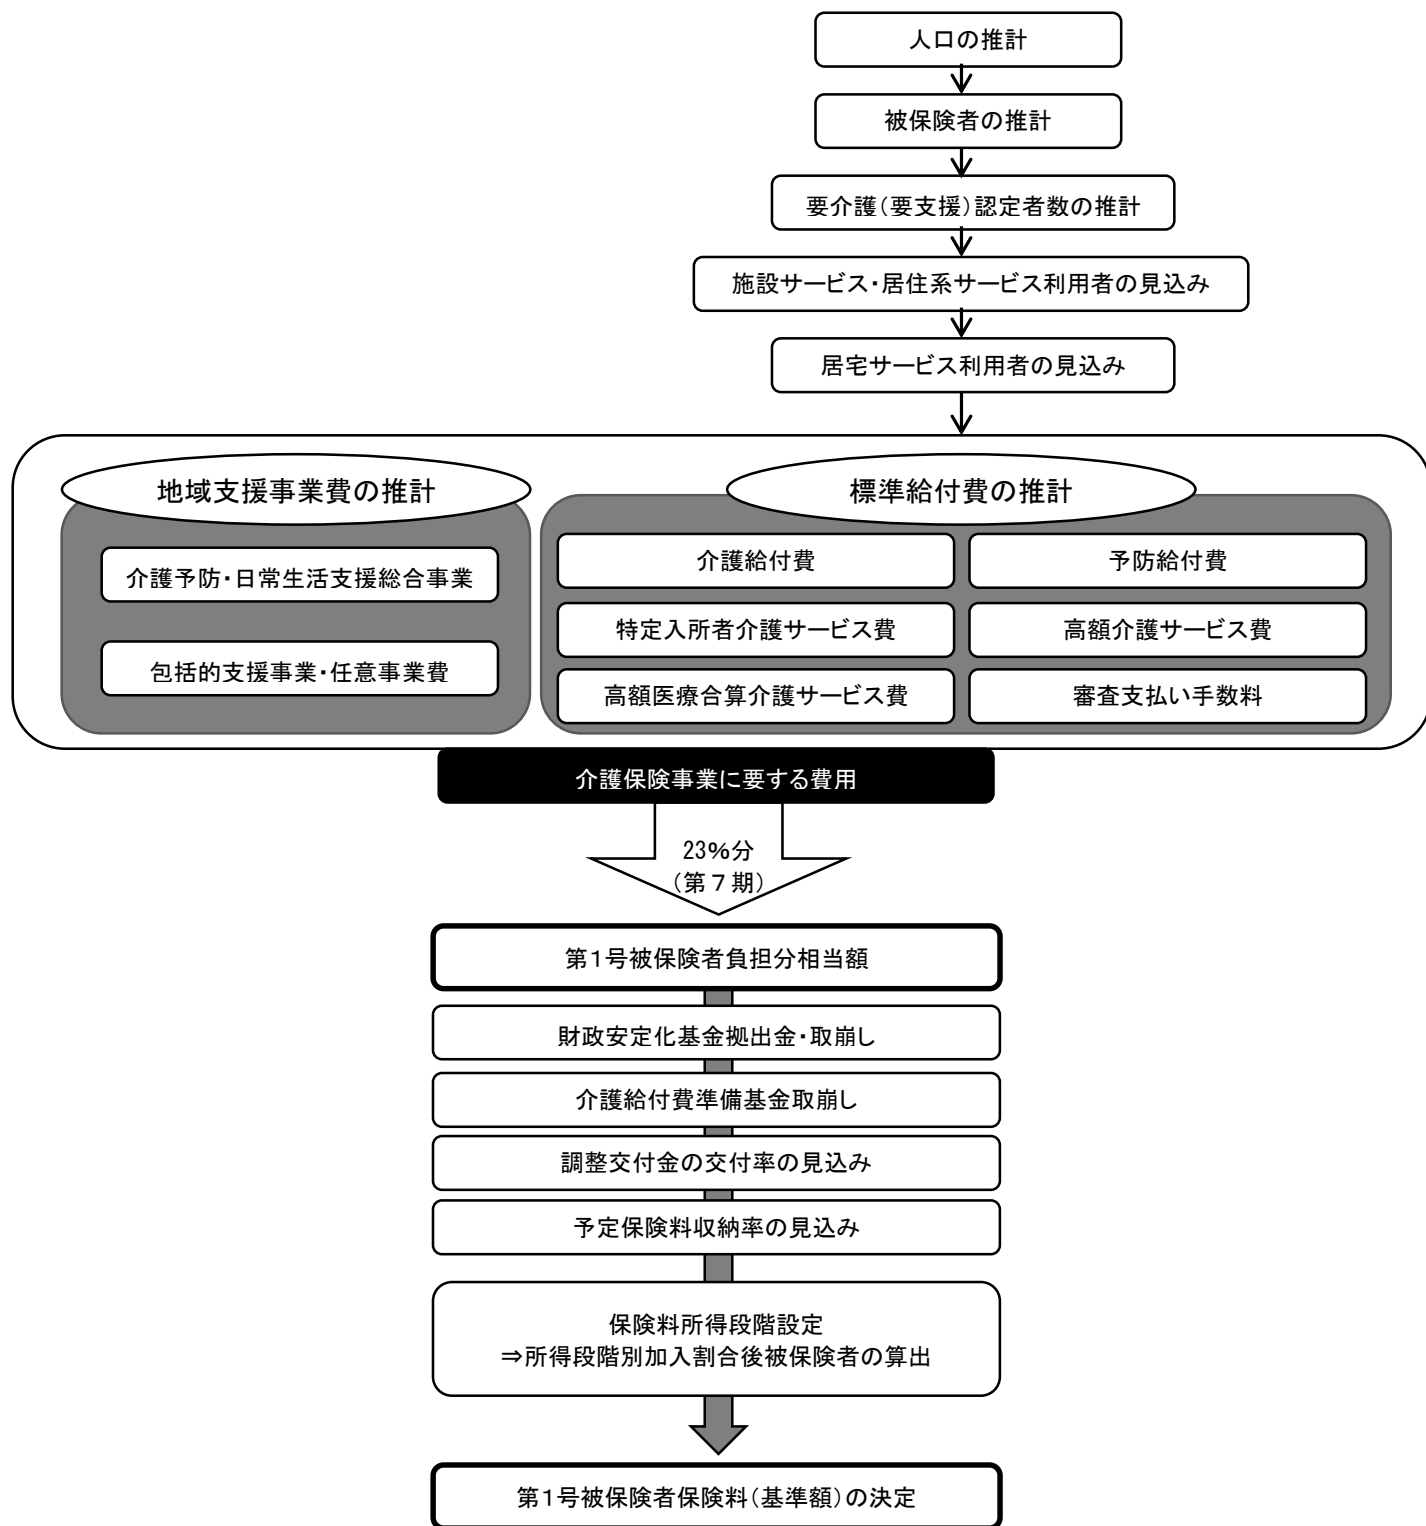 人口の推計
被保険者の推計
要介護(要支援)認定者数の推計
施設サービス・居住系サービス利用者の見込み
居宅サービス利用者の見込み
地域支援事業費の推計
介護予防・日常生活支援総合事業
包括的支援事業・任意事業費
標準給付費の推計
介護給付費
予防給付費
特定入所者介護サービス費
高額介護サービス費
高額医療合算介護サービス費
審査支払い手数料
介護保険事業に要する費用
23%分
(第7期)
第1号被保険者負担分相当額
財政安定化基金拠出金・取崩し
介護給付費準備基金取崩し
調整交付金の交付率の見込み
予定保険料収納率の見込み
保険料所得段階設定
⇒所得段階別加入割合後被保険者の算出
第1号被保険者保険料(基準額)の決定